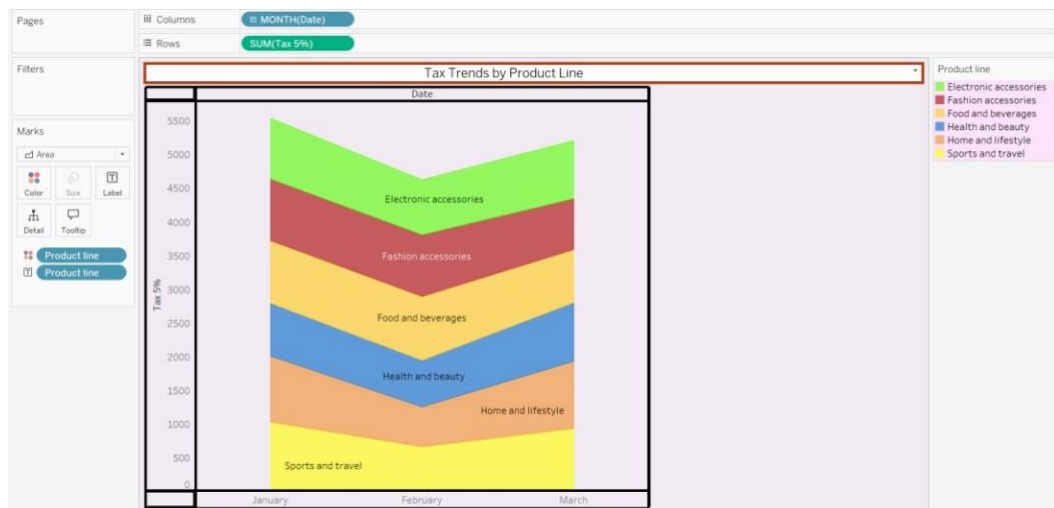 Pages
Columns
MONTH(Date)
Rows
SUM(Tax 5%)
Filters
Marks
Area
Color
Size
Label
Detail
Tooltip
Product line
Product line
Tax Trends by Product Line
Date
Tax 5%
5500
5000
4500
4000
3500
3000
2500
2000
1500
1000
500
0
Electronic accessories
Fashion accessories
Food and beverages
Health and beauty
Home and lifestyle
Sports and travel
January
February
March
Product line
Electronic accessories
Fashion accessories
Food and beverages
Health and beauty
Home and lifestyle
Sports and travel